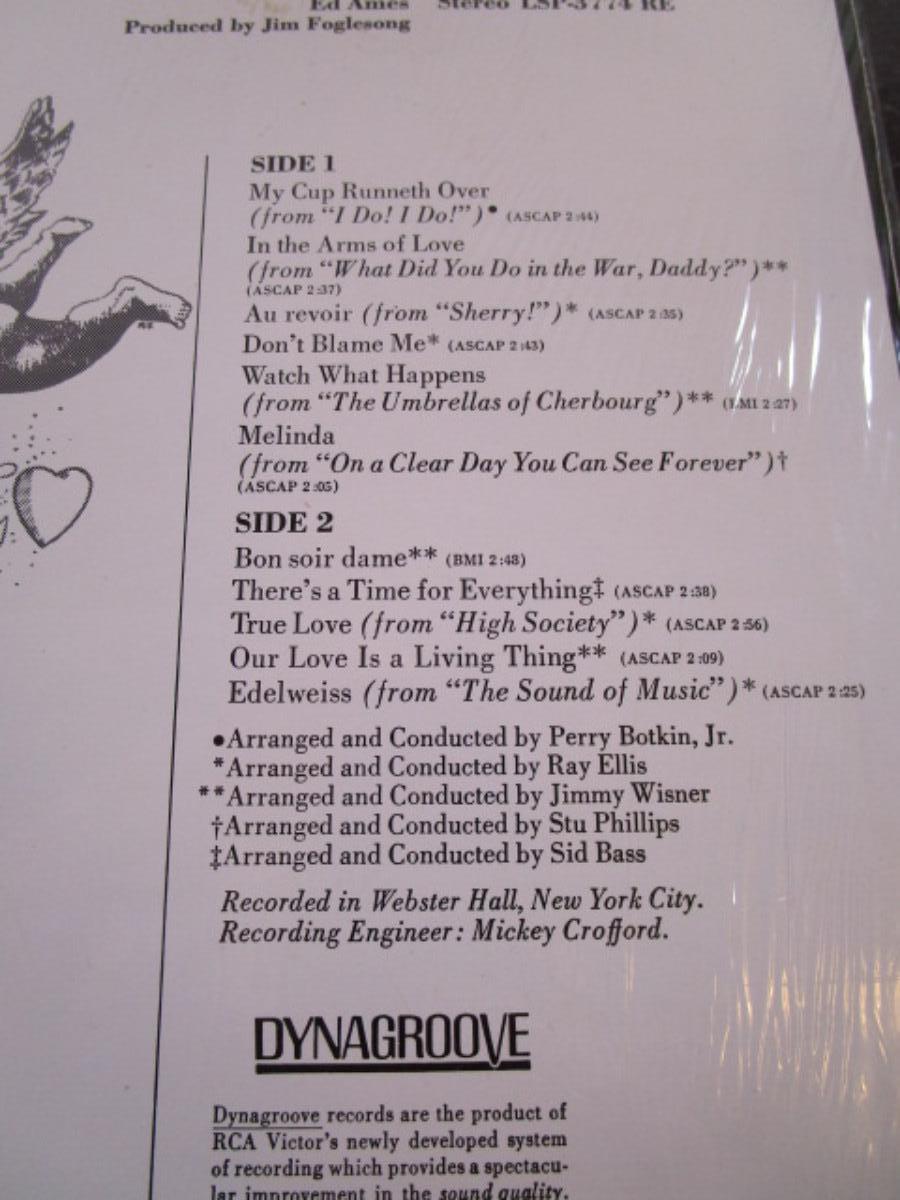 Ed Ames Stereo LSP-3774 RE
Produced by Jim Foglesong
SIDE 1
My Cup Runneth Over
(from “I Do! I Do!”)• (ASCAP 2:44)
In the Arms of Love
(from “What Did You Do in the War, Daddy?”)**
(ASCAP 2:37)
Au revoir (from “Sherry!”)* (ASCAP 2:35)
Don't Blame Me* (ASCAP 2:43)
Watch What Happens
(from “The Umbrellas of Cherbourg”)** (BMI 2:27)
Melinda
(from “On a Clear Day You Can See Forever”)†
(ASCAP 2:05)
SIDE 2
Bon soir dame** (BMI 2:48)
There's a Time for Everything‡ (ASCAP 2:38)
True Love (from “High Society”)* (ASCAP 2:56)
Our Love Is a Living Thing** (ASCAP 2:09)
Edelweiss (from “The Sound of Music”)* (ASCAP 2:25)
•Arranged and Conducted by Perry Botkin, Jr.
*Arranged and Conducted by Ray Ellis
**Arranged and Conducted by Jimmy Wisner
†Arranged and Conducted by Stu Phillips
‡Arranged and Conducted by Sid Bass
Recorded in Webster Hall, New York City.
Recording Engineer: Mickey Crofford.
DYNAGROOVE
Dynagroove records are the product of
RCA Victor's newly developed system
of recording which provides a spectacu-
lar improvement in the sound quality.